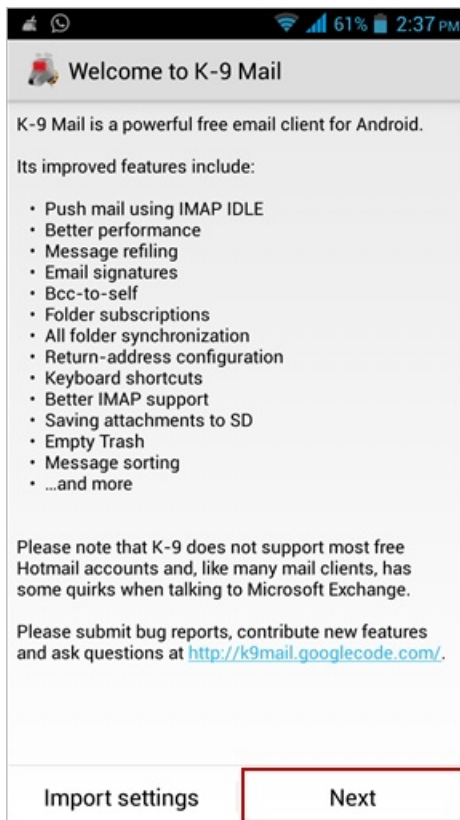 61% 2:37 PM
Welcome to K-9 Mail
K-9 Mail is a powerful free email client for Android.
Its improved features include:
• Push mail using IMAP IDLE
• Better performance
• Message refiling
• Email signatures
• Bcc-to-self
• Folder subscriptions
• All folder synchronization
• Return-address configuration
• Keyboard shortcuts
• Better IMAP support
• Saving attachments to SD
• Empty Trash
• Message sorting
• ...and more
Please note that K-9 does not support most free
Hotmail accounts and, like many mail clients, has
some quirks when talking to Microsoft Exchange.
Please submit bug reports, contribute new features
and ask questions at http://k9mail.googlecode.com/.
Import settings Next